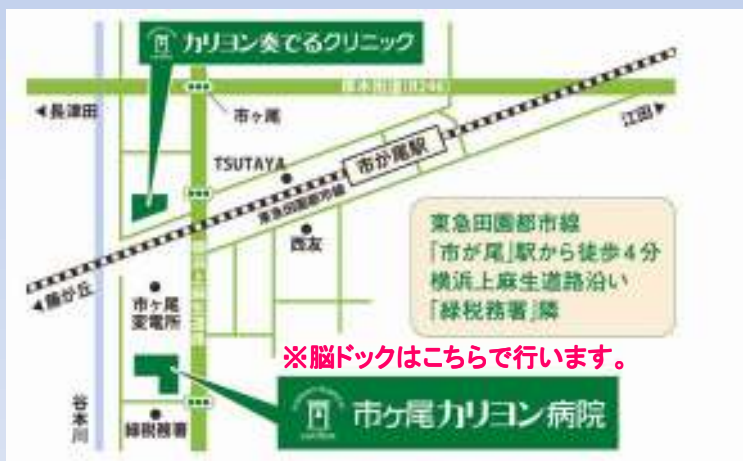 カリヨン奏でるクリニック
厚木街道(R246)
◀長津田
市ヶ尾
江田▶
TSUTAYA
市が尾駅
東急田園都市線
西友
東急田園都市線
「市が尾」駅から徒歩4分
横浜上麻生道路沿い
「緑税務署」隣
◀藤が丘
市ヶ尾
変電所
※脳ドックはこちらで行います。
谷本川
緑税務署
市ヶ尾カリヨン病院